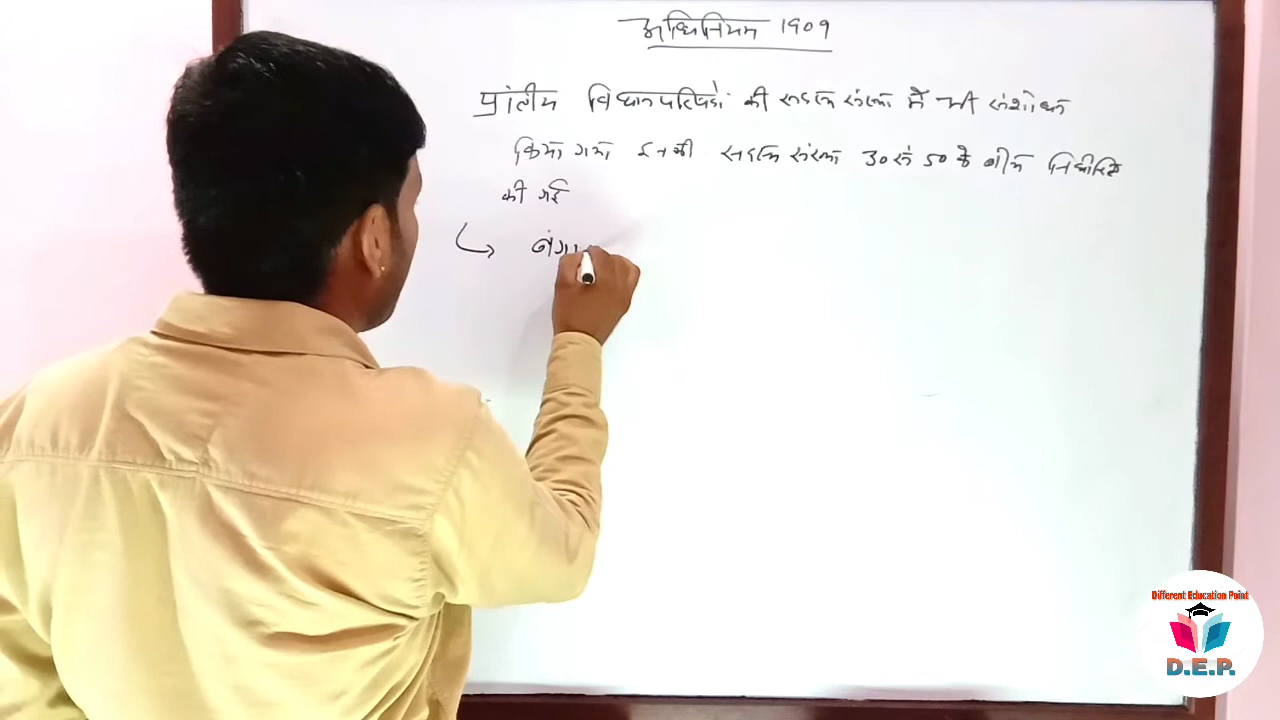 अधिनियम 1909
प्रांतीय विधानपरिषदों की सदस्य संख्या में भी संशोधन
किया गया इनकी सदस्य संख्या 30 से 50 के बीच निर्धारित
की गई
↳ बंगा
Different Education Point
D.E.P.